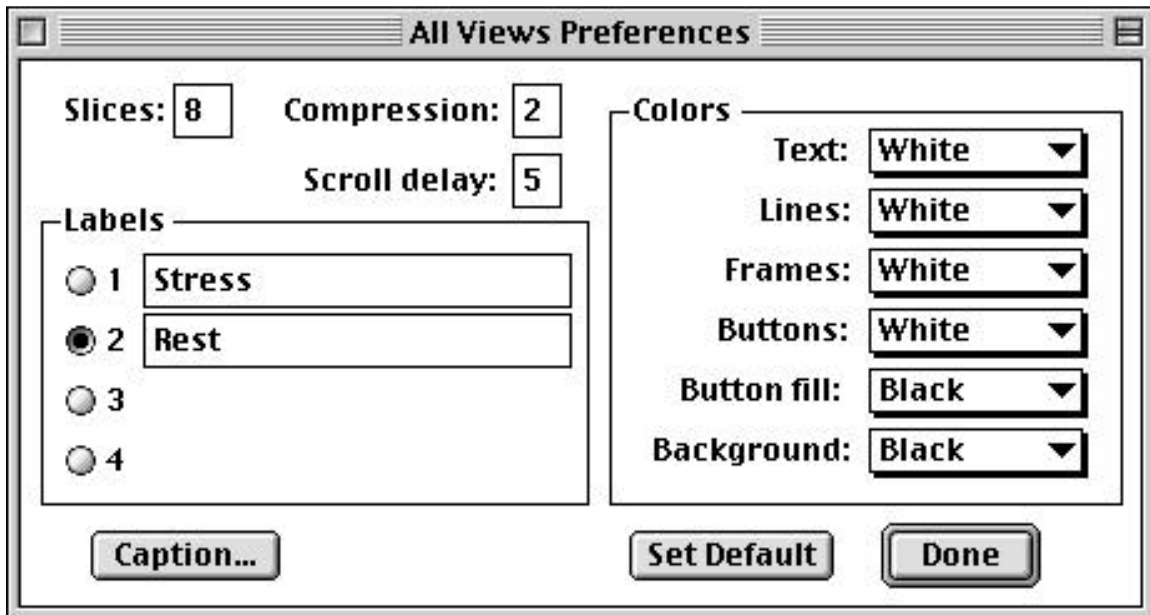 All Views Preferences
Slices: 8
Compression: 2
Scroll delay: 5
Labels
1 Stress
2 Rest
3
4
Colors
Text: White
Lines: White
Frames: White
Buttons: White
Button fill: Black
Background: Black
Caption...
Set Default
Done